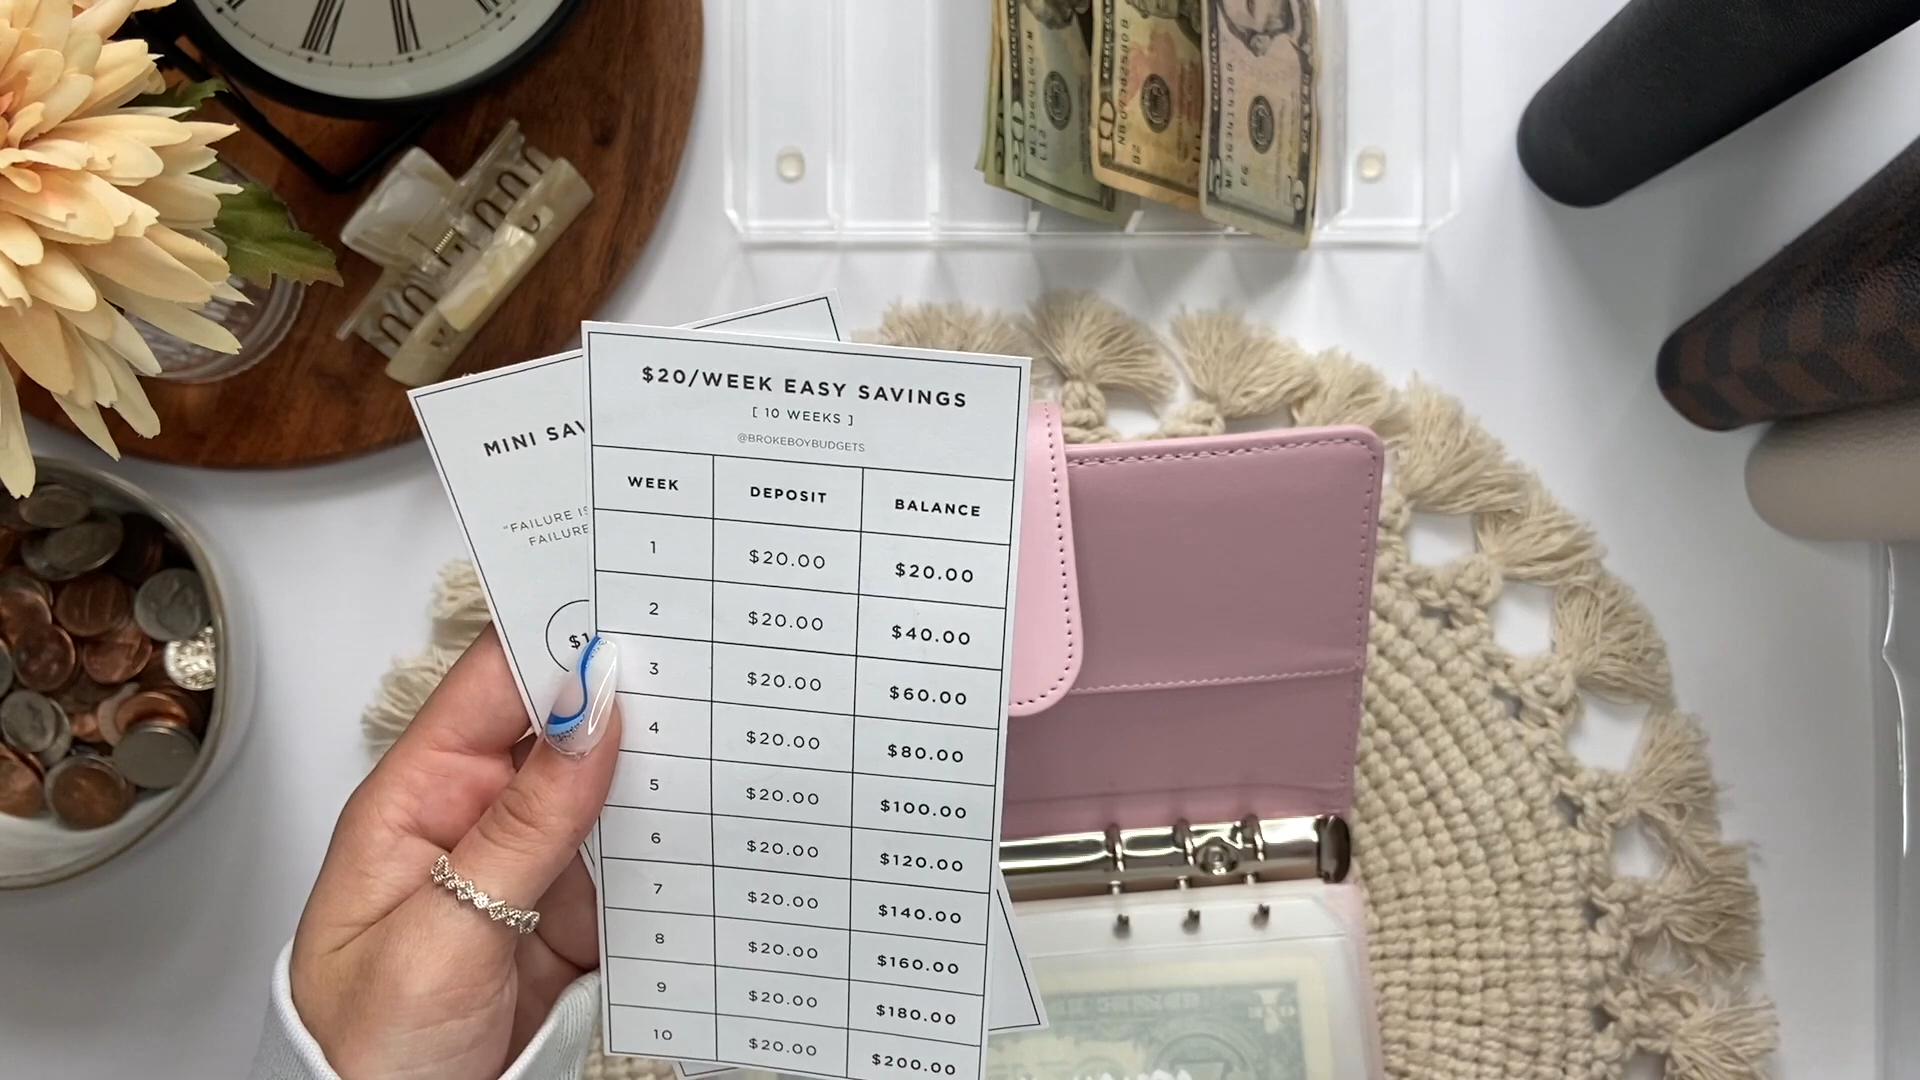 $20/WEEK EASY SAVINGS
[ 10 WEEKS ]
@BROKEBOYBUDGETS
WEEK DEPOSIT BALANCE
1 $20.00 $20.00
2 $20.00 $40.00
3 $20.00 $60.00
4 $20.00 $80.00
5 $20.00 $100.00
6 $20.00 $120.00
7 $20.00 $140.00
8 $20.00 $160.00
9 $20.00 $180.00
10 $20.00 $200.00
MINI
"FAILURE
FAILURE